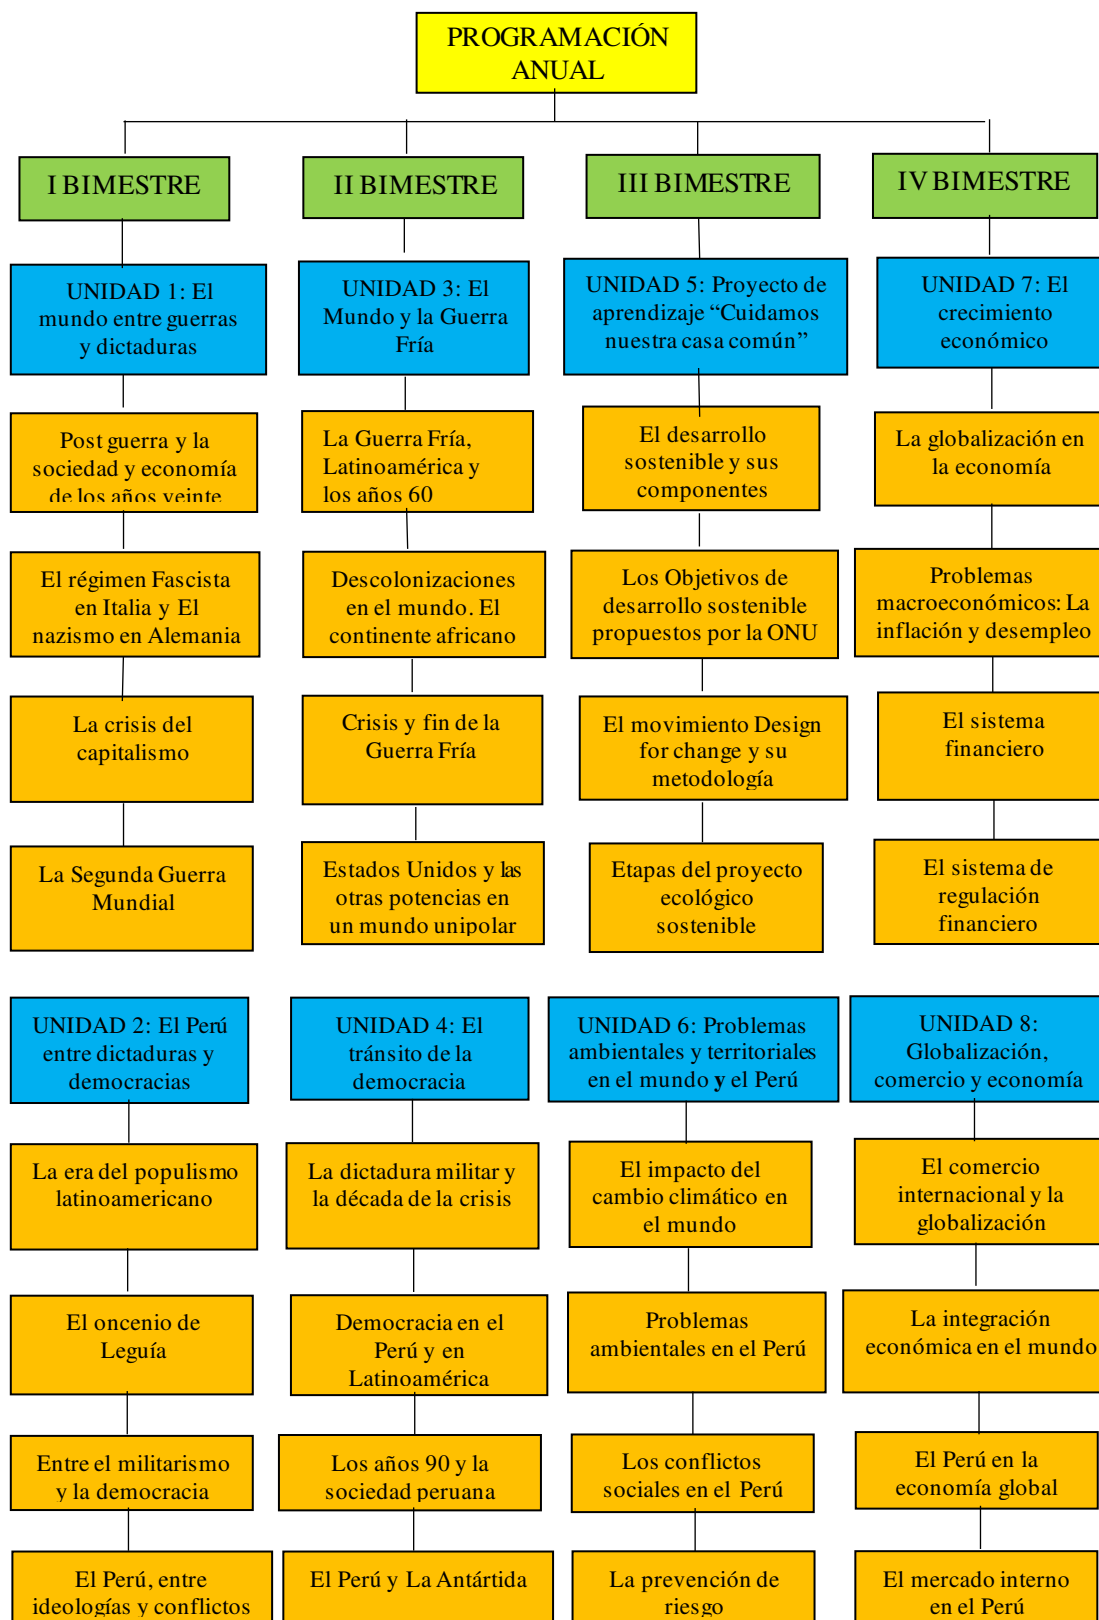 PROGRAMACIÓN
ANUAL
I BIMESTRE
II BIMESTRE
III BIMESTRE
IV BIMESTRE
UNIDAD 1: El
mundo entre guerras
y dictaduras
UNIDAD 3: El
Mundo y la Guerra
Fría
UNIDAD 5: Proyecto de
aprendizaje “Cuidamos
nuestra casa común”
UNIDAD 7: El
crecimiento
económico
Post guerra y la
sociedad y economía
de los años veinte
La Guerra Fría,
Latinoamérica y
los años 60
El desarrollo
sostenible y sus
componentes
La globalización en
la economía
El régimen Fascista
en Italia y El
nazismo en Alemania
Descolonizaciones
en el mundo. El
continente africano
Los Objetivos de
desarrollo sostenible
propuestos por la ONU
Problemas
macroeconómicos: La
inflación y desempleo
La crisis del
capitalismo
Crisis y fin de la
Guerra Fría
El movimiento Design
for change y su
metodología
El sistema
financiero
La Segunda Guerra
Mundial
Estados Unidos y las
otras potencias en
un mundo unipolar
Etapas del proyecto
ecológico
sostenible
El sistema de
regulación
financiero
UNIDAD 2: El Perú
entre dictaduras y
democracias
UNIDAD 4: El
tránsito de la
democracia
UNIDAD 6: Problemas
ambientales y territoriales
en el mundo y el Perú
UNIDAD 8:
Globalización,
comercio y economía
La era del populismo
latinoamericano
La dictadura militar y
la década de la crisis
El impacto del
cambio climático en
el mundo
El comercio
internacional y la
globalización
El oncenio de
Leguía
Democracia en el
Perú y en
Latinoamérica
Problemas
ambientales en el Perú
La integración
económica en el mundo
Entre el militarismo
y la democracia
Los años 90 y la
sociedad peruana
Los conflictos
sociales en el Perú
El Perú en la
economía global
El Perú, entre
ideologías y conflictos
El Perú y La Antártida
La prevención de
riesgo
El mercado interno
en el Perú